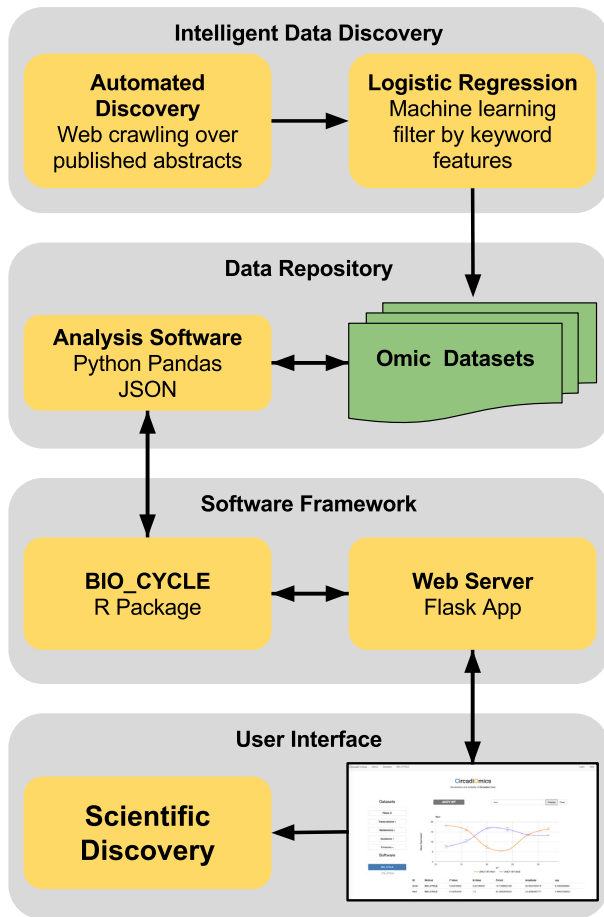 Intelligent Data Discovery
Automated
Discovery
Web crawling over
published abstracts
Logistic Regression
Machine learning
filter by keyword
features
Data Repository
Analysis Software
Python Pandas
JSON
Omic Datasets
Software Framework
BIO_CYCLE
R Package
Web Server
Flask App
User Interface
Scientific
Discovery
CircadiOmics
Datasets
Software